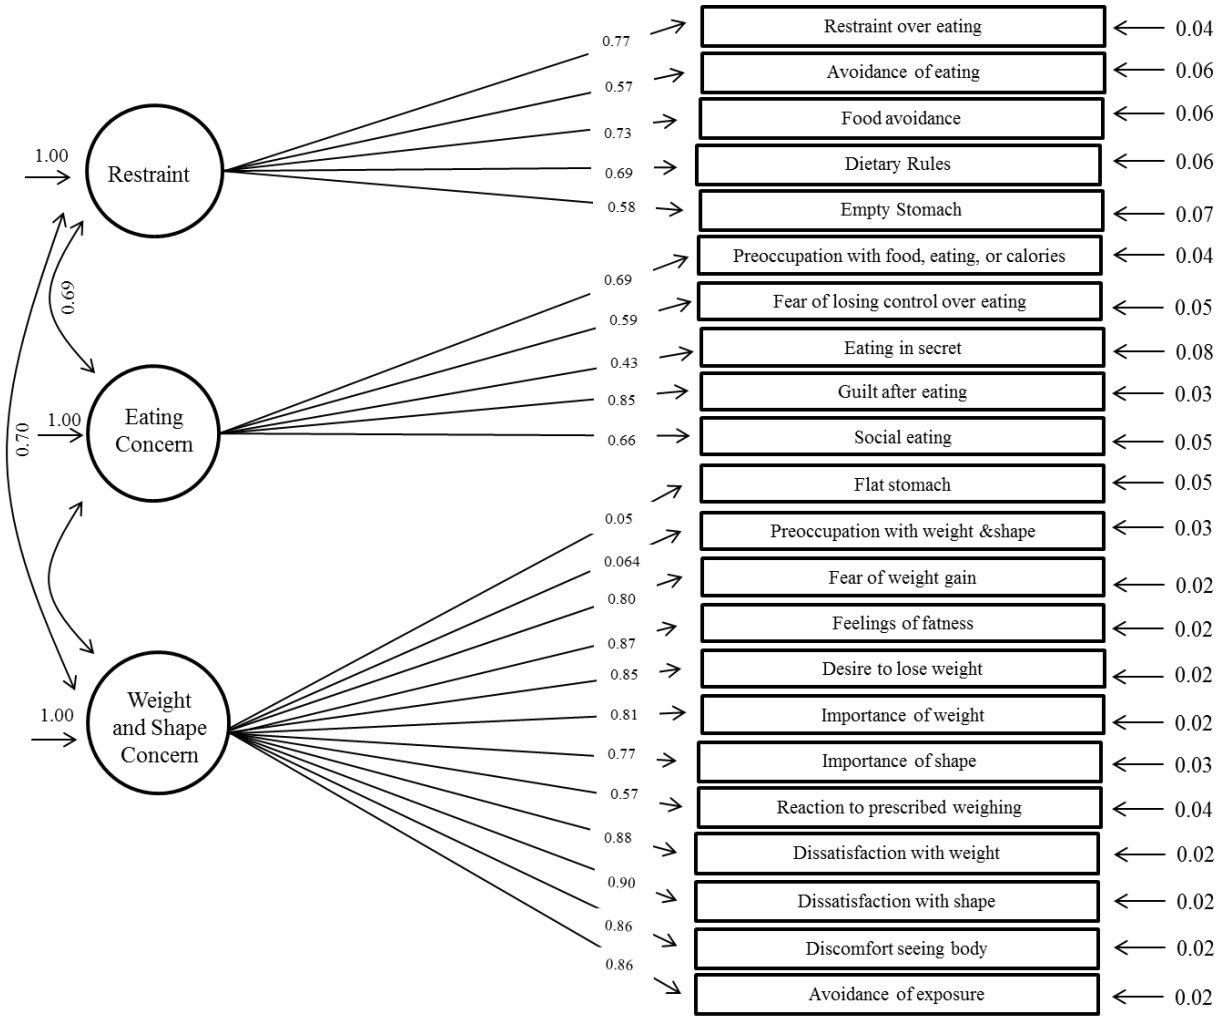 0.77
Restraint over eating
0.04
0.57
Avoidance of eating
0.06
0.73
Food avoidance
0.06
1.00
Restraint
0.69
Dietary Rules
0.06
0.58
Empty Stomach
0.07
0.69
0.69
Preoccupation with food, eating, or calories
0.04
0.59
Fear of losing control over eating
0.05
0.43
Eating in secret
0.08
0.85
Guilt after eating
0.03
0.70
1.00
Eating
Concern
0.66
Social eating
0.05
0.05
Flat stomach
0.05
0.064
Preoccupation with weight &shape
0.03
0.80
Fear of weight gain
0.02
0.87
Feelings of fatness
0.02
0.85
Desire to lose weight
0.02
1.00
Weight
and Shape
Concern
0.81
Importance of weight
0.02
0.77
Importance of shape
0.03
0.57
Reaction to prescribed weighing
0.04
0.88
Dissatisfaction with weight
0.02
0.90
Dissatisfaction with shape
0.02
0.86
Discomfort seeing body
0.02
0.86
Avoidance of exposure
0.02